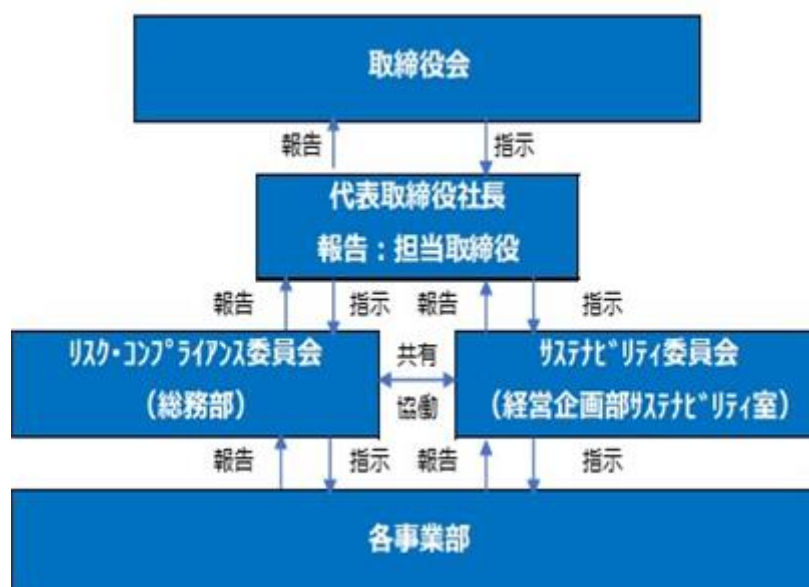 取締役会
報告
指示
代表取締役社長
報告：担当取締役
報告
指示
報告
指示
ﾘｽｸ・ｺﾝﾌﾟﾗｲｱﾝｽ委員会
（総務部）
共有
協働
ｻｽﾃﾅﾋﾞﾘﾃｨ委員会
（経営企画部ｻｽﾃﾅﾋﾞﾘﾃｨ室）
報告
指示
報告
指示
各事業部